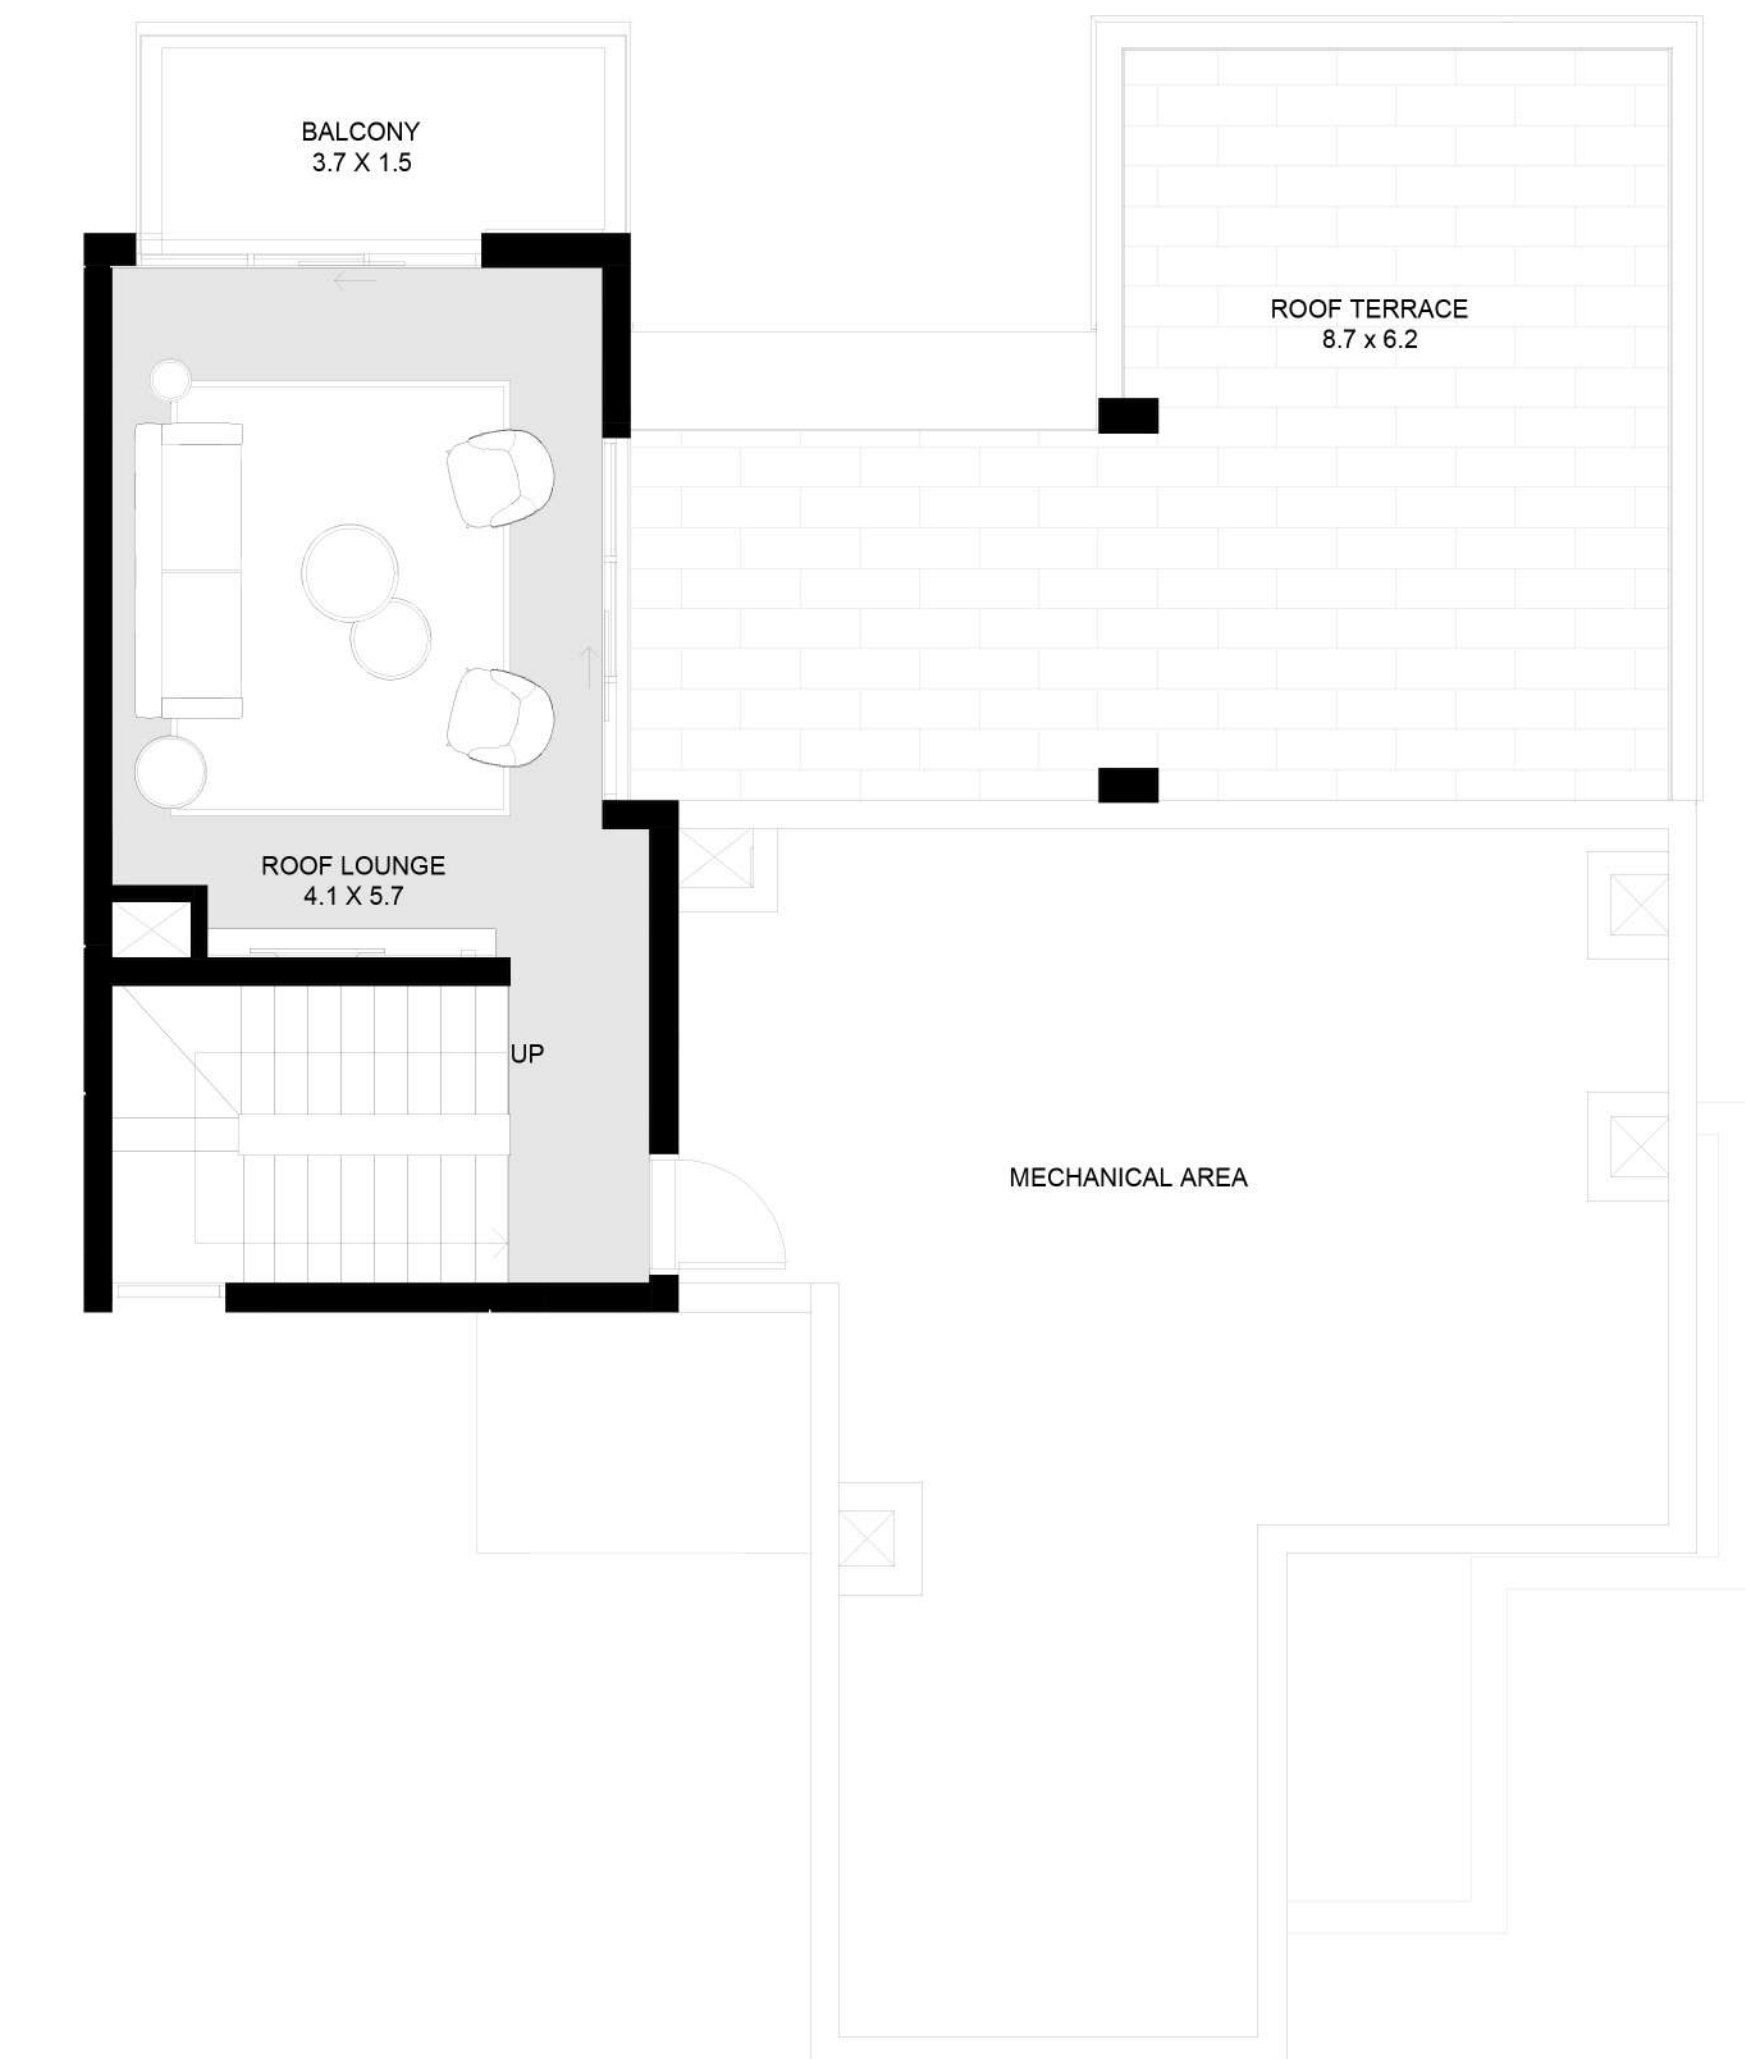 BALCONY
3.7 X 1.5
ROOF TERRACE
8.7 x 6.2
ROOF LOUNGE
4.1 X 5.7
UP
MECHANICAL AREA